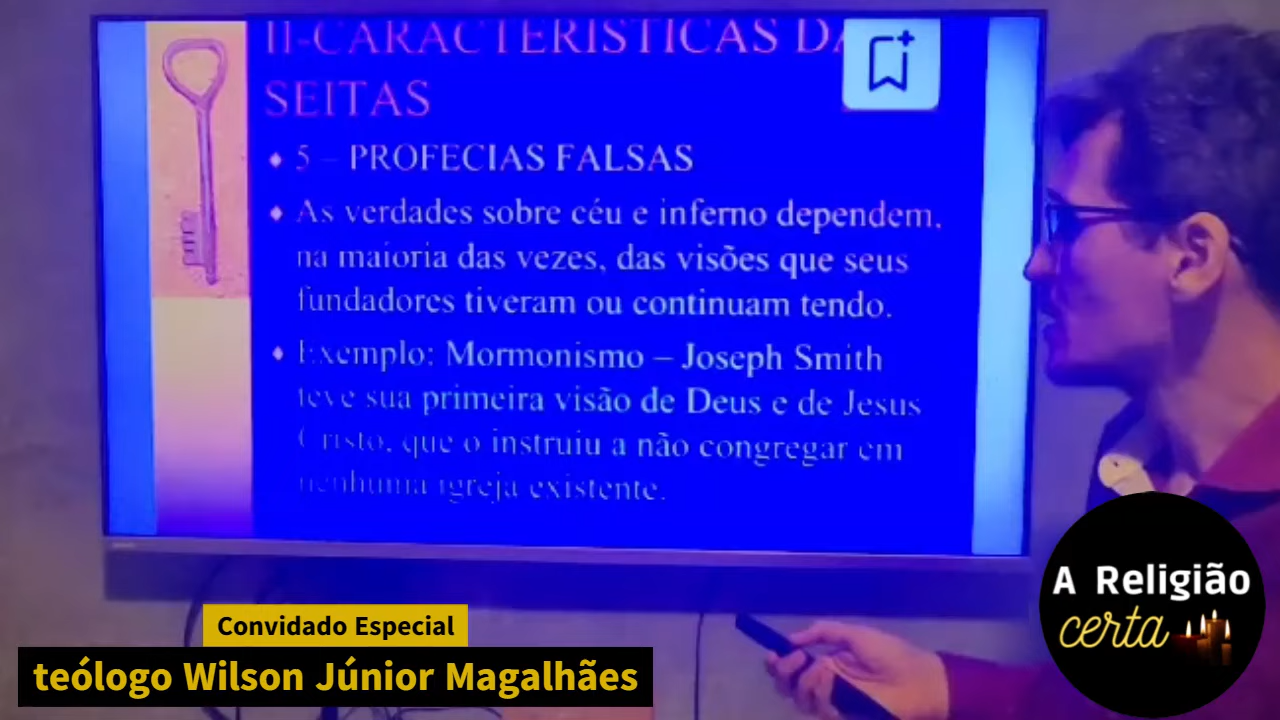 II-CARACTERÍSTICAS DA
SEITAS
5 – PROFECIAS FALSAS
As verdades sobre céu e inferno dependem,
na maioria das vezes, das visões que seus
fundadores tiveram ou continuam tendo.
Exemplo: Mormonismo – Joseph Smith
teve sua primeira visão de Deus e de Jesus
Cristo, que o instruiu a não congregar em
nenhuma igreja existente.
Convidado Especial
teólogo Wilson Júnior Magalhães
A Religião
certa